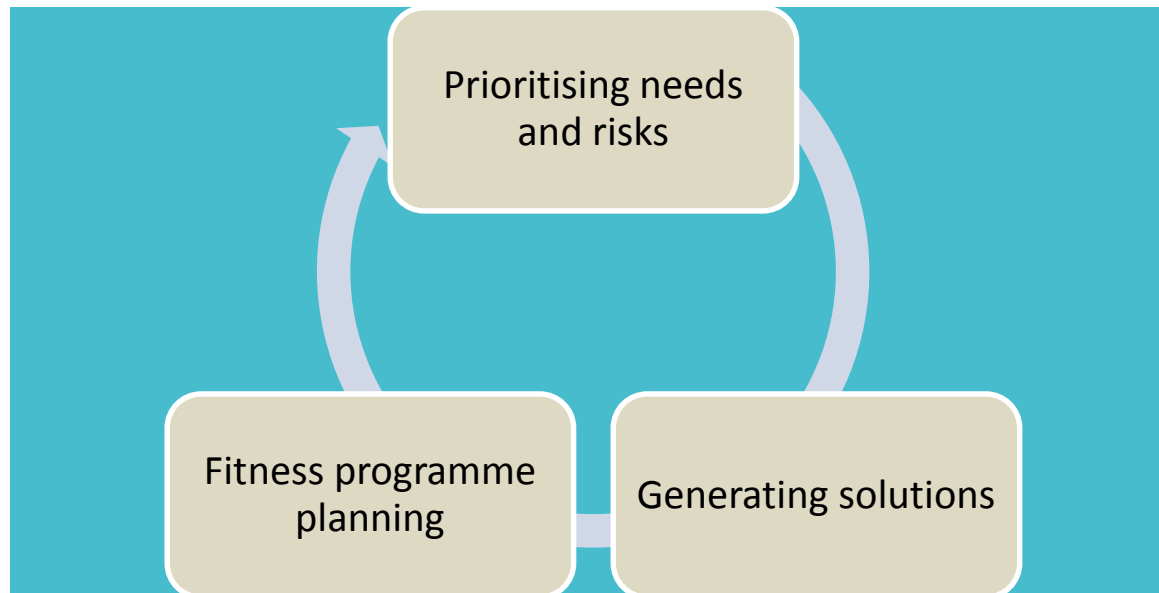 Prioritising needs
and risks
Fitness programme
planning
Generating solutions